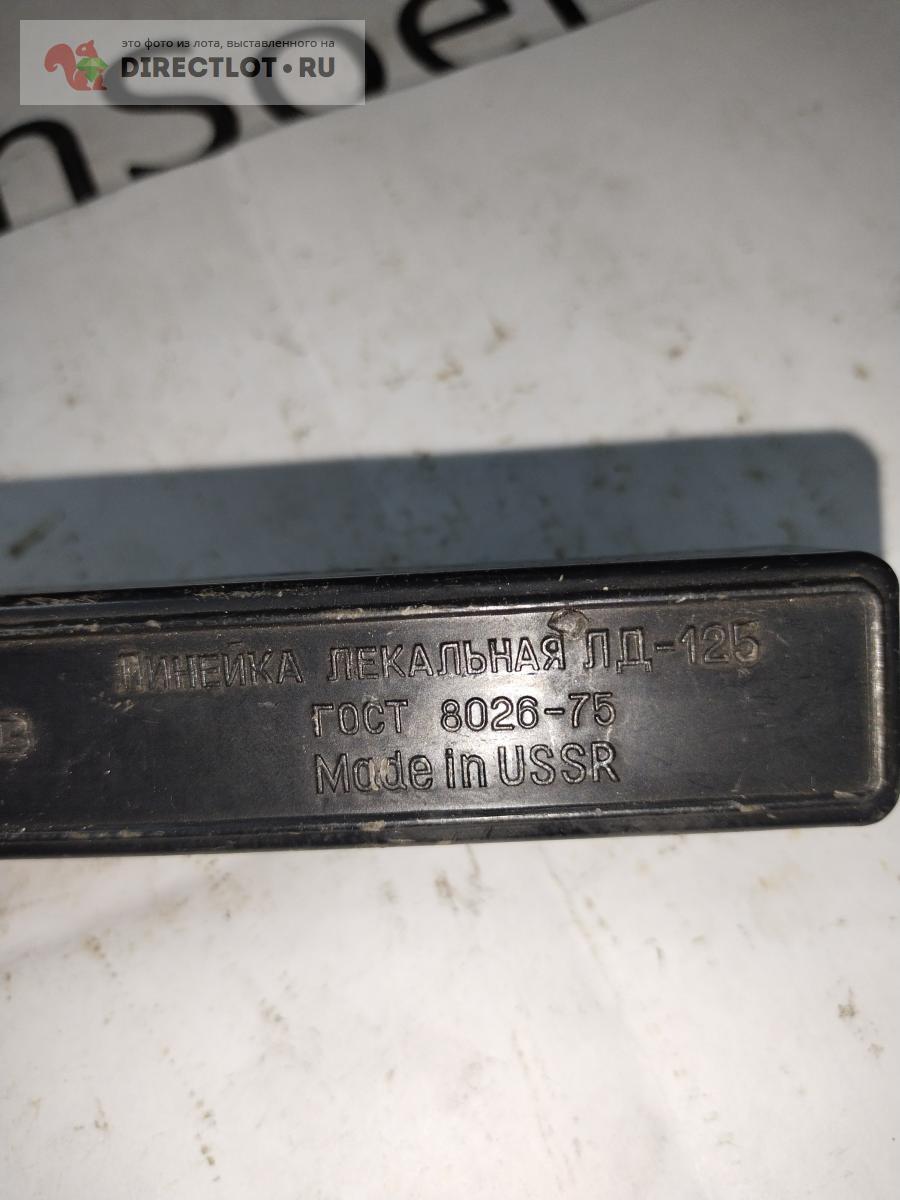 это фото из лота, выставленного на
DIRECTLOT.RU
ЛИНЕЙКА ЛЕКАЛЬНАЯ ЛД-125
ГОСТ 8026-75
Made in USSR